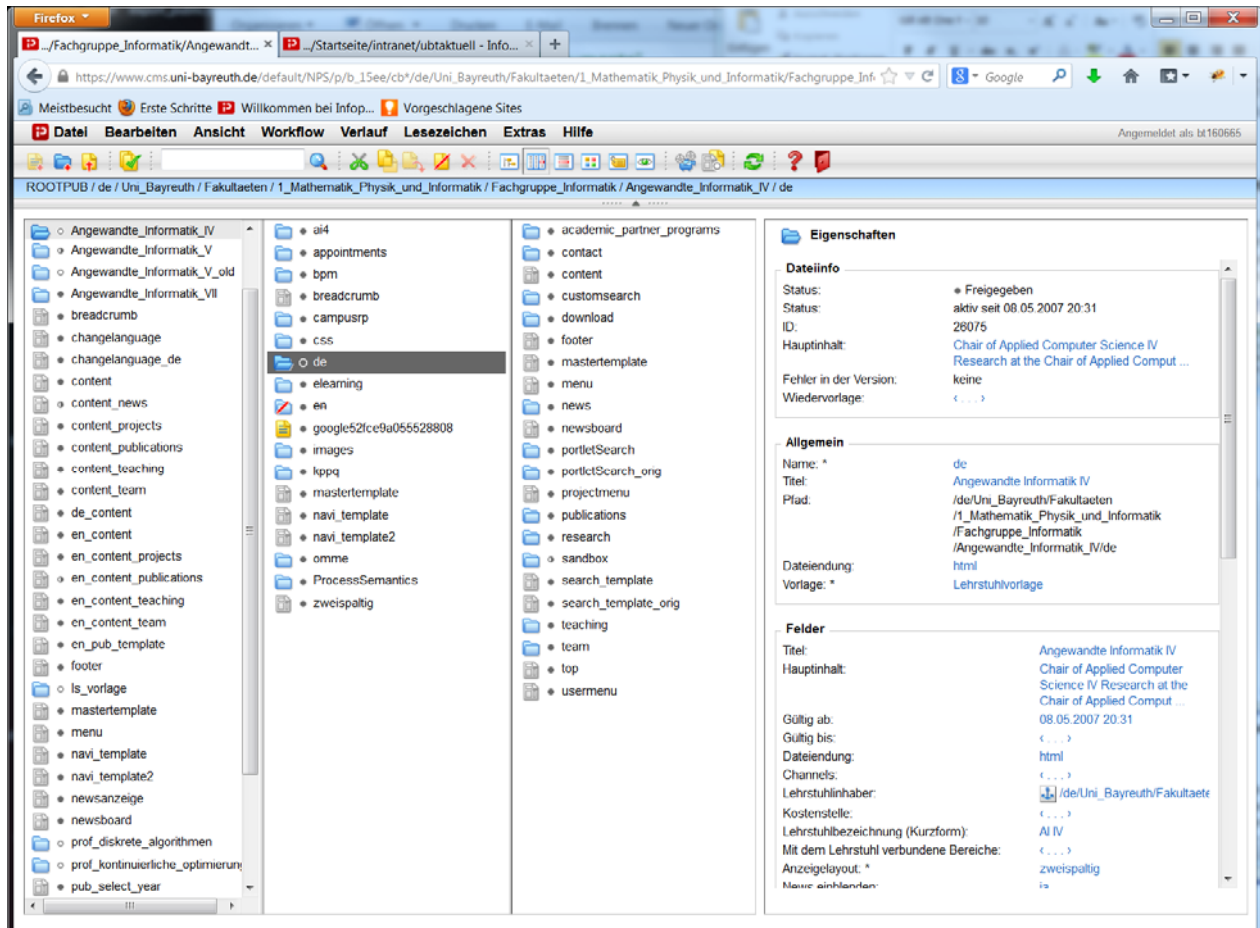 Firefox
.../Fachgruppe_Informatik/Angewandt... ×
.../Startseite/intranet/ubtaktuell - Info... × +
https://www.cms.uni-bayreuth.de/default/NPS/p/b_15ee/cb*/de/Uni_Bayreuth/Fakultaeten/1_Mathematik_Physik_und_Informatik/Fachgruppe_Inf
Google
Meistbesucht Erste Schritte Willkommen bei Infop... Vorgeschlagene Sites
Datei Bearbeiten Ansicht Workflow Verlauf Lesezeichen Extras Hilfe
Angemeldet als bt160665
ROOTPUB / de / Uni_Bayreuth / Fakultaeten / 1_Mathematik_Physik_und_Informatik / Fachgruppe_Informatik / Angewandte_Informatik_IV / de
Angewandte_Informatik_IV
Angewandte_Informatik_V
Angewandte_Informatik_V_old
Angewandte_Informatik_VII
breadcrumb
changelanguage
changelanguage_de
content
content_news
content_projects
content_publications
content_teaching
content_team
de_content
en_content
en_content_projects
en_content_publications
en_content_teaching
en_content_team
en_pub_template
footer
ls_vorlage
mastertemplate
menu
navi_template
navi_template2
newsanzeige
newsboard
prof_diskrete_algorithmen
prof_kontinuierliche_optimierun
pub_select_year
ai4
appointments
bpm
breadcrumb
campusrp
css
de
elearning
en
google52fce9a055528808
images
kppq
mastertemplate
navi_template
navi_template2
omme
ProcessSemantics
zweispaltig
academic_partner_programs
contact
content
customsearch
download
footer
mastertemplate
menu
news
newsboard
portletSearch
portletSearch_orig
projectmenu
publications
research
sandbox
search_template
search_template_orig
teaching
team
top
usermenu
Eigenschaften
Dateiinfo
Status: Freigegeben
Status: aktiv seit 08.05.2007 20:31
ID: 26075
Hauptinhalt: Chair of Applied Computer Science IV
Research at the Chair of Applied Comput ...
Fehler in der Version: keine
Wiedervorlage: ‹ . . . ›
Allgemein
Name: * de
Titel: Angewandte Informatik IV
Pfad: /de/Uni_Bayreuth/Fakultaeten
/1_Mathematik_Physik_und_Informatik
/Fachgruppe_Informatik
/Angewandte_Informatik_IV/de
Dateiendung: html
Vorlage: * Lehrstuhlvorlage
Felder
Titel: Angewandte Informatik IV
Hauptinhalt: Chair of Applied Computer
Science IV Research at the
Chair of Applied Comput ...
Gültig ab: 08.05.2007 20:31
Gültig bis: ‹ . . . ›
Dateiendung: html
Channels: ‹ . . . ›
Lehrstuhlinhaber: /de/Uni_Bayreuth/Fakultaete
Kostenstelle: ‹ . . . ›
Lehrstuhlbezeichnung (Kurzform): AI IV
Mit dem Lehrstuhl verbundene Bereiche: ‹ . . . ›
Anzeigelayout: * zweispaltig
News einblenden: ja